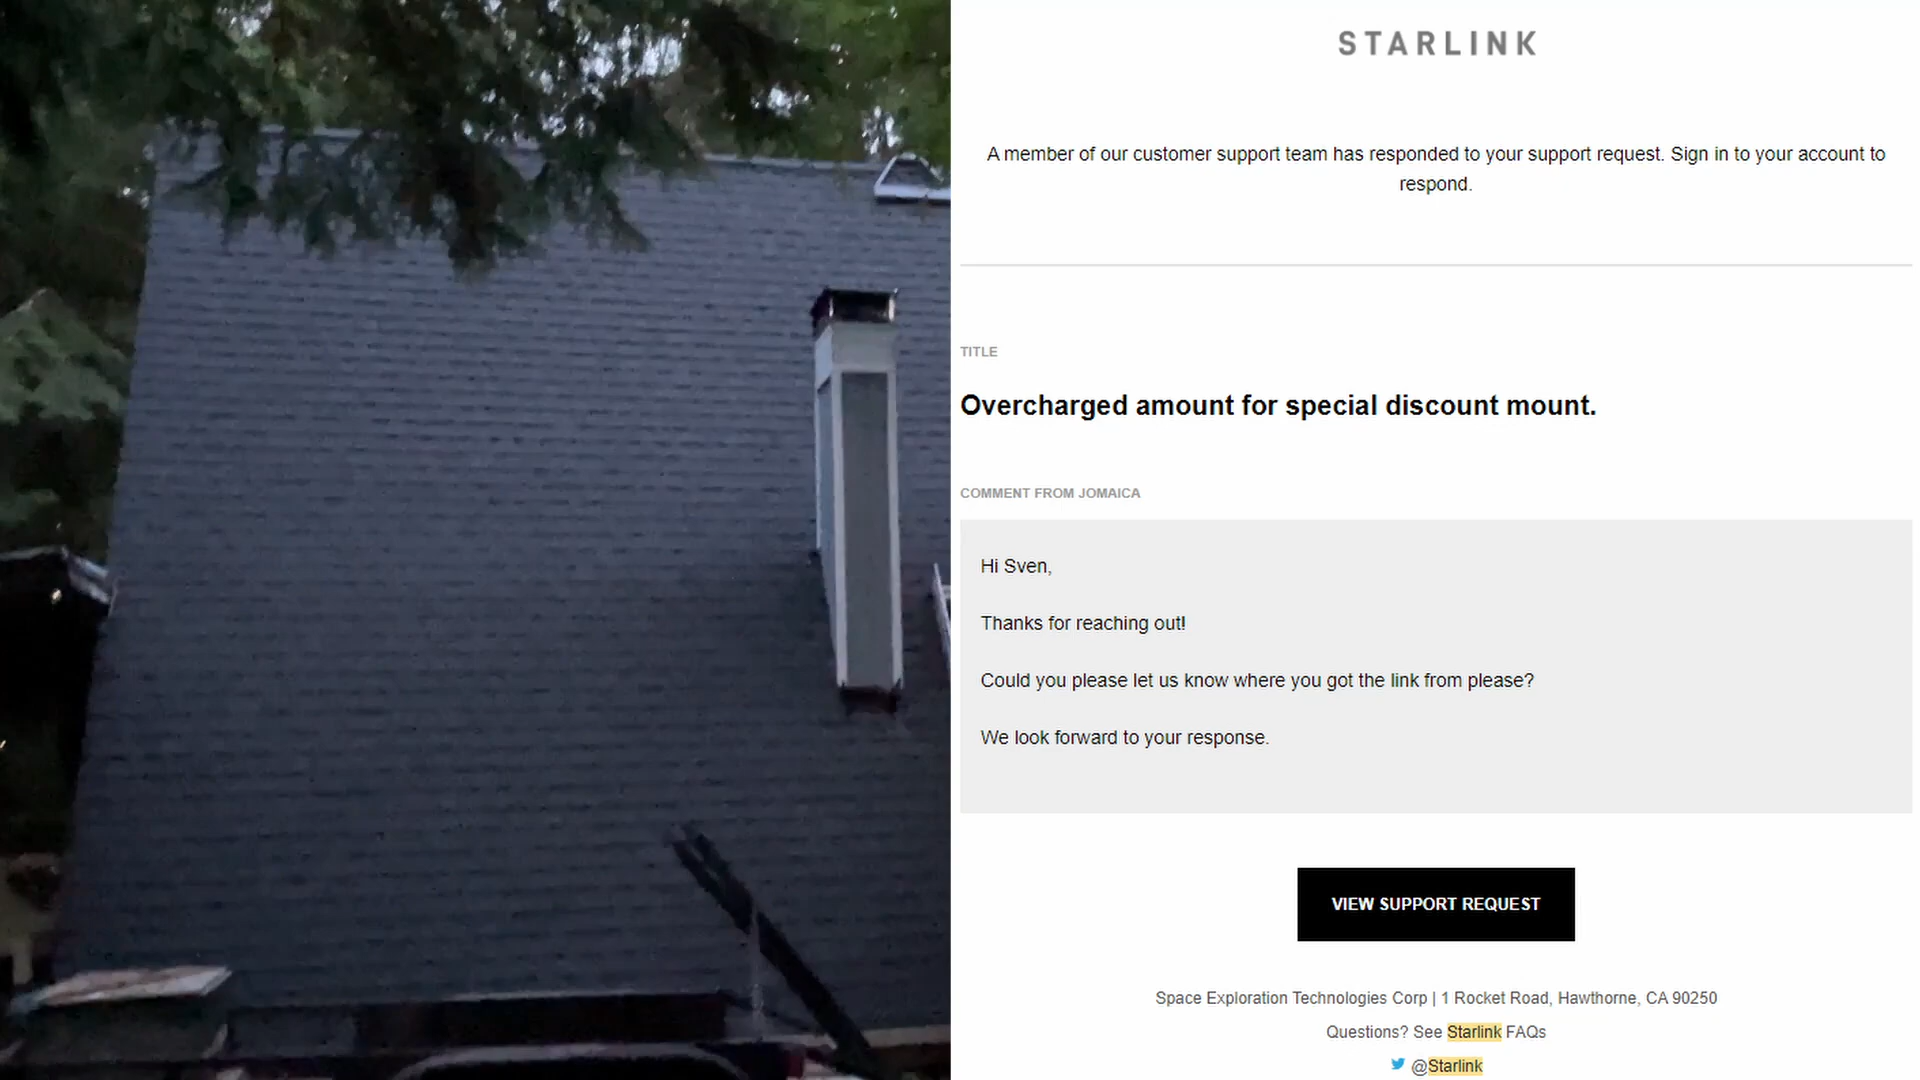 STARLINK
A member of our customer support team has responded to your support request. Sign in to your account to
respond.
TITLE
Overcharged amount for special discount mount.
COMMENT FROM JOMAICA
Hi Sven,
Thanks for reaching out!
Could you please let us know where you got the link from please?
We look forward to your response.
VIEW SUPPORT REQUEST
Space Exploration Technologies Corp | 1 Rocket Road, Hawthorne, CA 90250
Questions? See Starlink FAQs
@Starlink